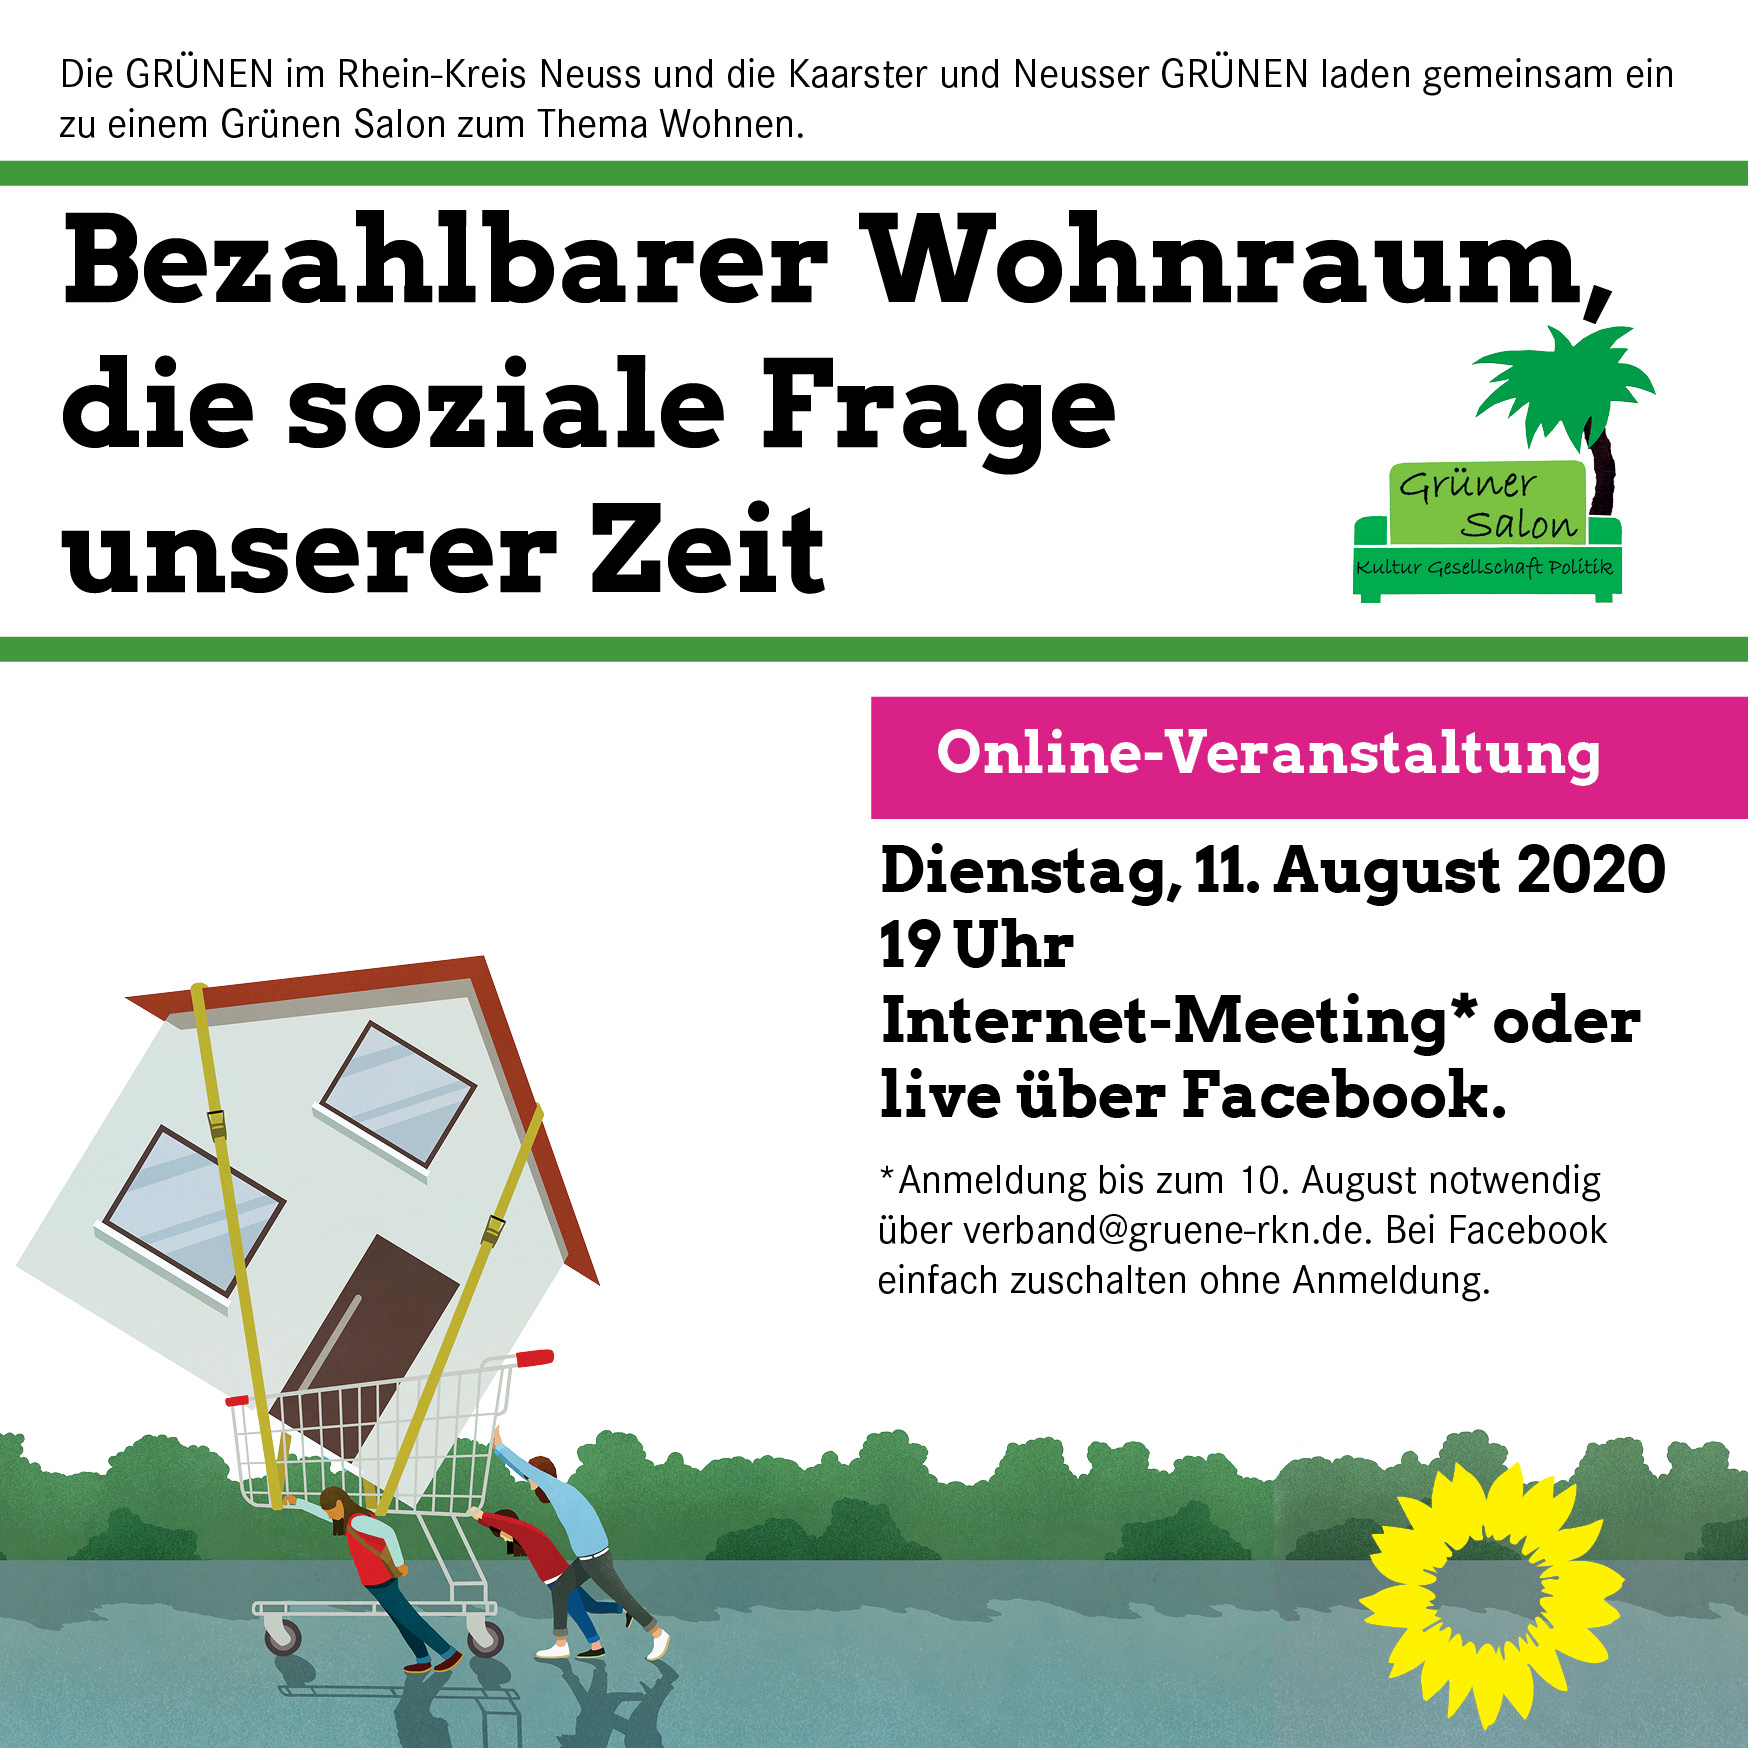 Die GRÜNEN im Rhein-Kreis Neuss und die Kaarster und Neusser GRÜNEN laden gemeinsam ein
zu einem Grünen Salon zum Thema Wohnen.
Bezahlbarer Wohnraum,
die soziale Frage
unserer Zeit
Grüner
Salon
Kultur Gesellschaft Politik
Online-Veranstaltung
Dienstag, 11. August 2020
19 Uhr
Internet-Meeting* oder
live über Facebook.
*Anmeldung bis zum 10. August notwendig
über verband@gruene-rkn.de. Bei Facebook
einfach zuschalten ohne Anmeldung.